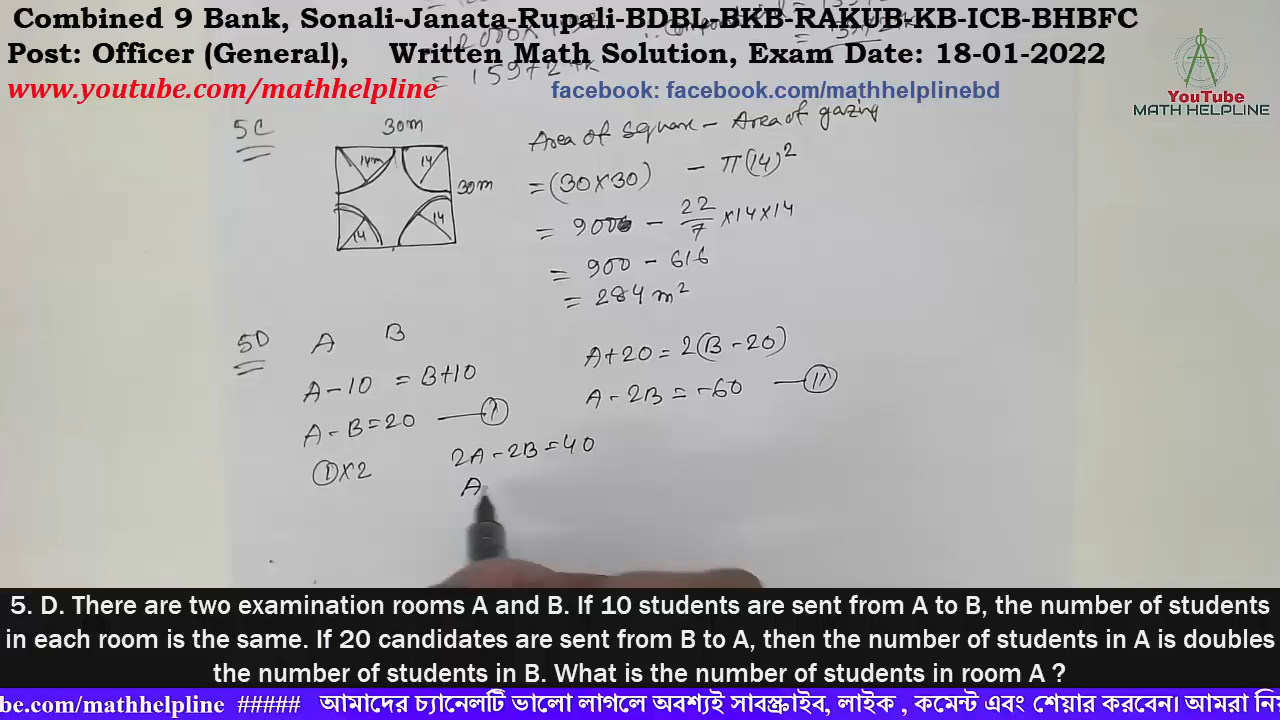 Combined 9 Bank, Sonali-Janata-Rupali-BDBL-BKB-RAKUB-KB-ICB-BHBFC
Post: Officer (General), Written Math Solution, Exam Date: 18-01-2022
= 15972 tk
www.youtube.com/mathhelpline facebook: facebook.com/mathhelplinebd
YouTube
MATH HELPLINE
5C 30m
14m 14
30m
14 14
Area of square - Area of gazing
= (30×30) - π(14)²
= 900 - 22/7 ×14×14
= 900 - 616
= 284 m²
5D A B
A - 10 = B+10
A - B = 20 —— (I)
A+20 = 2(B - 20)
A - 2B = -60 —— (II)
(I)×2 2A - 2B = 40
A
5. D. There are two examination rooms A and B. If 10 students are sent from A to B, the number of students
in each room is the same. If 20 candidates are sent from B to A, then the number of students in A is doubles
the number of students in B. What is the number of students in room A ?
be.com/mathhelpline ##### আমাদের চ্যানেলটি ভালো লাগলে অবশ্যই সাবস্ক্রাইব, লাইক , কমেন্ট এবং শেয়ার করবেন। আমরা